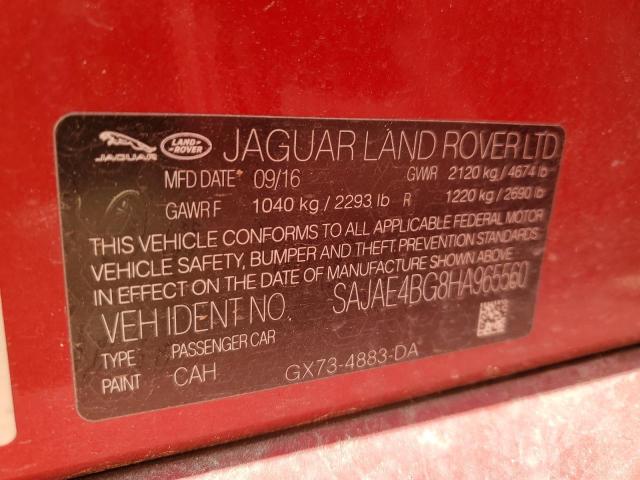 JAGUAR LAND-ROVER JAGUAR LAND ROVER LTD
MFD DATE 09/16 GVWR 2120 kg / 4674 lb
GAWR F 1040 kg / 2293 lb R 1220 kg / 2690 lb
THIS VEHICLE CONFORMS TO ALL APPLICABLE FEDERAL MOTOR
VEHICLE SAFETY, BUMPER AND THEFT PREVENTION STANDARDS
IN EFFECT ON THE DATE OF MANUFACTURE SHOWN ABOVE.
VEH IDENT NO. SAJAE4BG8HA965560
TYPE PASSENGER CAR
PAINT CAH GX73-4883-DA